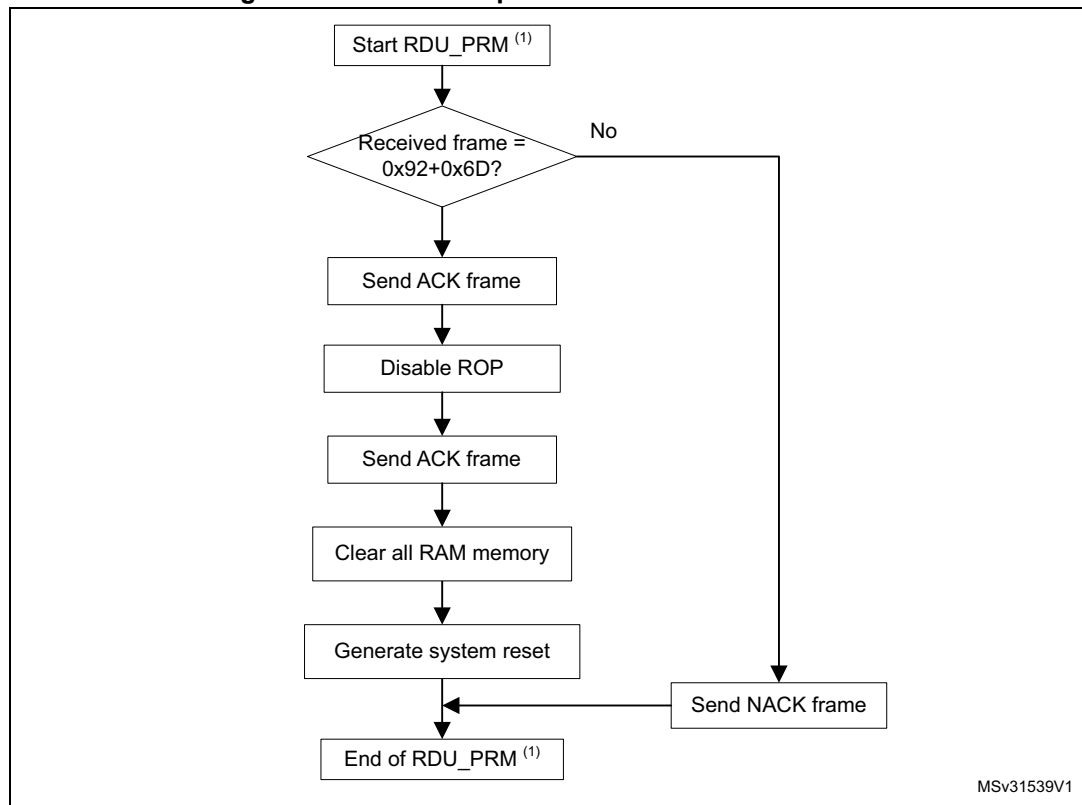 Start RDU_PRM (1)
Received frame =
0x92+0x6D?
No
Send ACK frame
Disable ROP
Send ACK frame
Clear all RAM memory
Generate system reset
Send NACK frame
End of RDU_PRM (1)
MSv31539V1